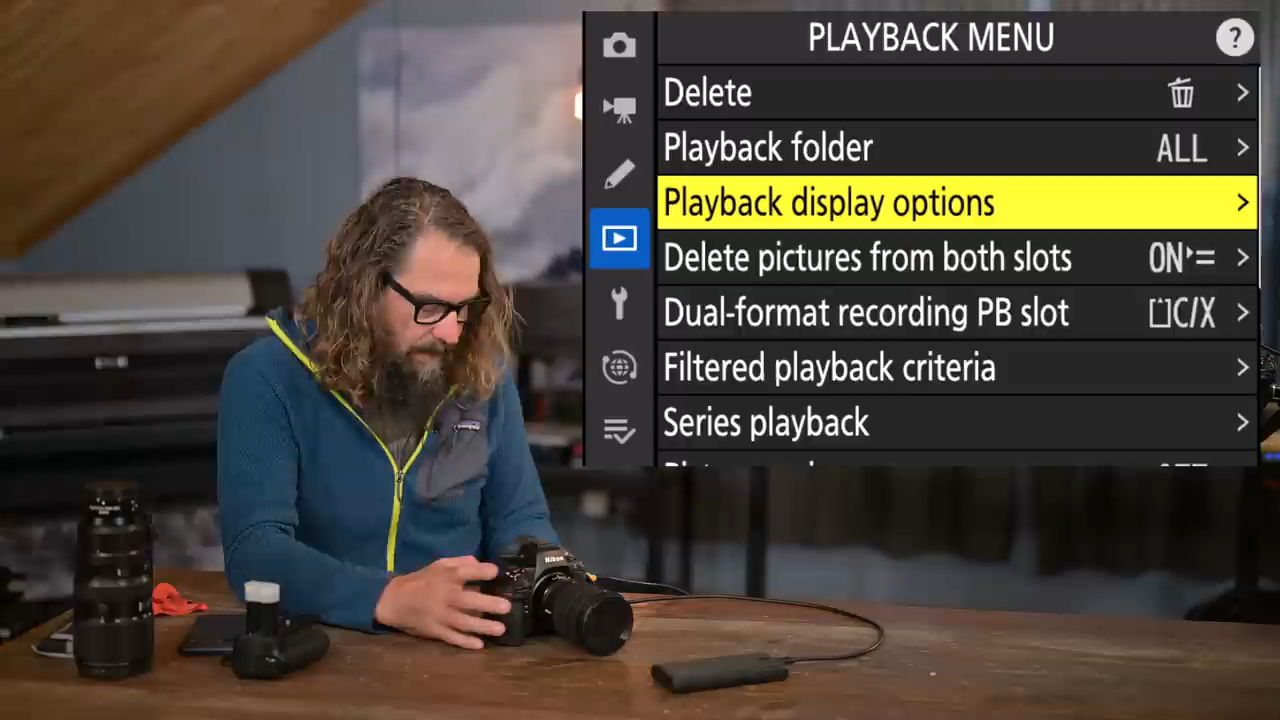 PLAYBACK MENU
?
Delete
Playback folder ALL
Playback display options
Delete pictures from both slots ON
Dual-format recording PB slot C/X
Filtered playback criteria
Series playback
Nikon